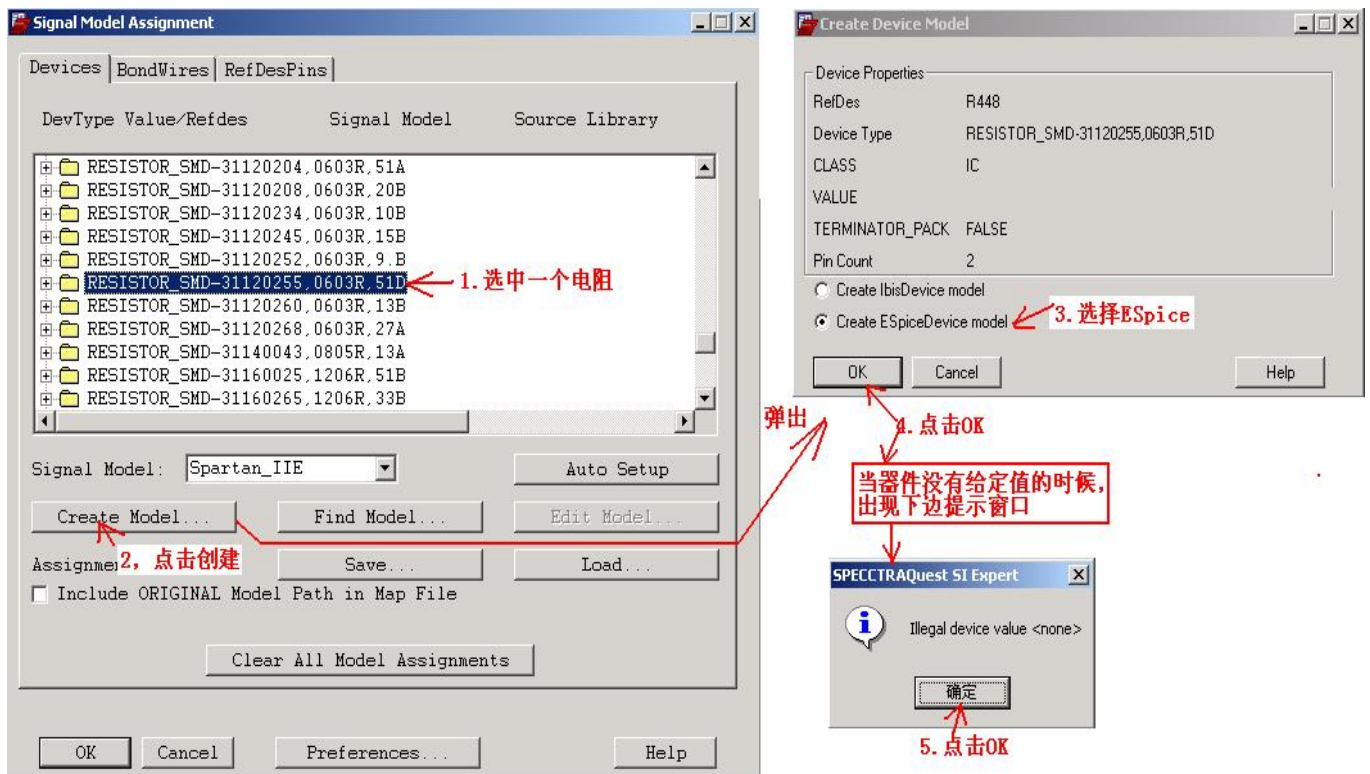 Signal Model Assignment
Devices
BondWires
RefDesPins
DevType Value/Refdes Signal Model Source Library
RESISTOR_SMD-31120204,0603R,51A
RESISTOR_SMD-31120208,0603R,20B
RESISTOR_SMD-31120234,0603R,10B
RESISTOR_SMD-31120245,0603R,15B
RESISTOR_SMD-31120252,0603R,9.B
RESISTOR_SMD-31120255,0603R,51D
1.选中一个电阻
RESISTOR_SMD-31120260,0603R,13B
RESISTOR_SMD-31120268,0603R,27A
RESISTOR_SMD-31140043,0805R,13A
RESISTOR_SMD-31160025,1206R,51B
RESISTOR_SMD-31160265,1206R,33B
Signal Model: Spartan_IIE
Auto Setup
Create Model...
Find Model...
Edit Model...
2，点击创建
Assignme
Save...
Load...
Include ORIGINAL Model Path in Map File
Clear All Model Assignments
OK
Cancel
Preferences...
Help
弹出
Create Device Model
Device Properties
RefDes R448
Device Type RESISTOR_SMD-31120255,0603R,51D
CLASS IC
VALUE
TERMINATOR_PACK FALSE
Pin Count 2
Create IbisDevice model
Create ESpiceDevice model
3.选择ESpice
OK
Cancel
Help
4.点击OK
当器件没有给定值的时候，
出现下边提示窗口
SPECCTRAQuest SI Expert
Illegal device value <none>
确定
5.点击OK